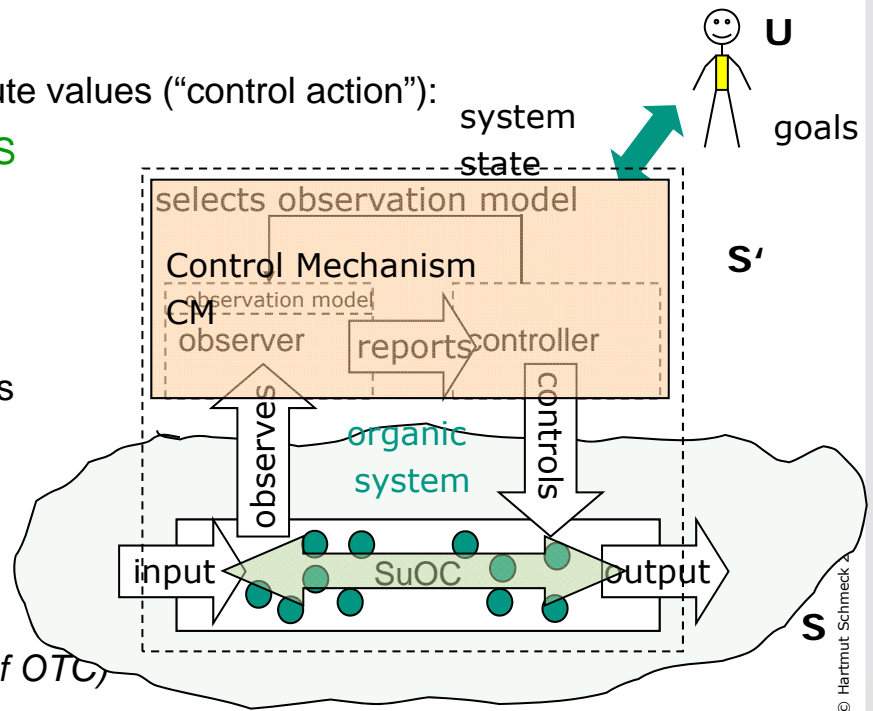 U
ute values (“control action”):
system
state
goals
S
selects observation model
S‘
Control Mechanism
CM
observation model
observer
reports
controller
s
observes
controls
organic
system
input
SuOC
output
S
f OTC)
© Hartmut Schmeck 2